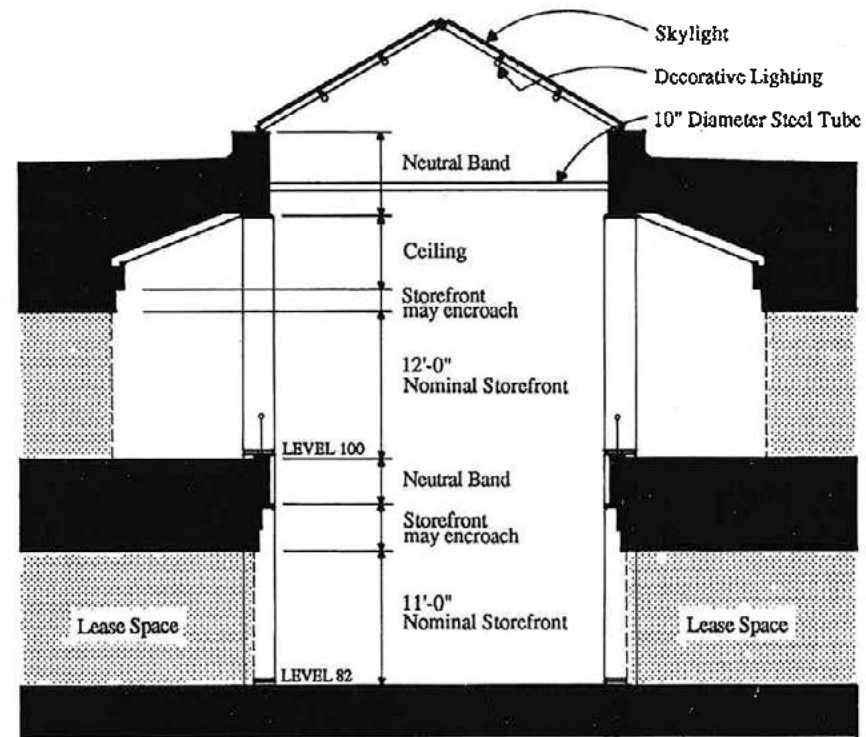 Skylight
Decorative Lighting
10" Diameter Steel Tube
Neutral Band
Ceiling
Storefront
may encroach
12'-0"
Nominal Storefront
LEVEL 100
Neutral Band
Storefront
may encroach
11'-0"
Nominal Storefront
Lease Space
Lease Space
LEVEL 82